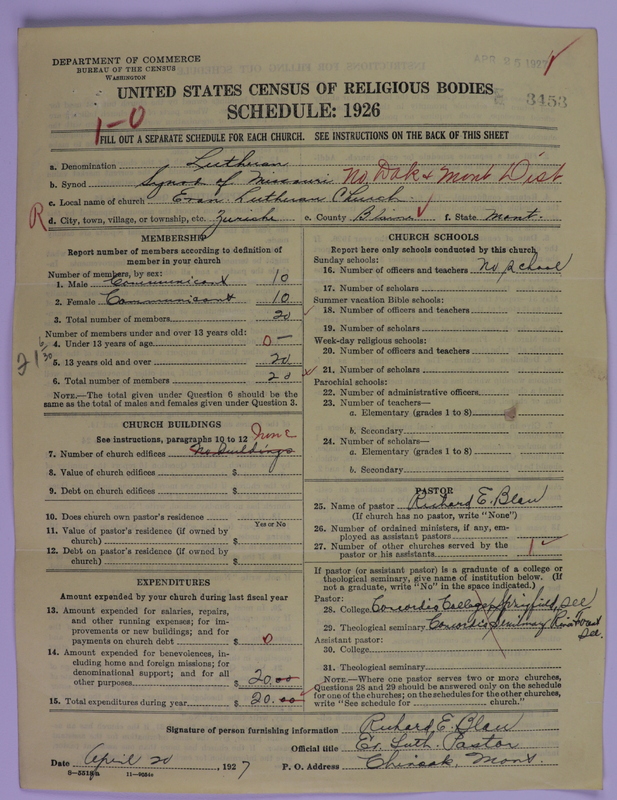 DEPARTMENT OF COMMERCE
BUREAU OF THE CENSUS
WASHINGTON
APR 26 1927
3453
UNITED STATES CENSUS OF RELIGIOUS BODIES
SCHEDULE: 1926
1-0
FILL OUT A SEPARATE SCHEDULE FOR EACH CHURCH. SEE INSTRUCTIONS ON THE BACK OF THIS SHEET
a. Denomination Lutheran
b. Synod Synod of Missouri No. Dak & Mont Dist
c. Local name of church Evan. Lutheran Church
R d. City, town, village, or township, etc. Zurich e. County Blaine f. State Mont.
MEMBERSHIP
Report number of members according to definition of
member in your church
Number of members, by sex:
1. Male Communicant 10
2. Female Communicant 10
3. Total number of members 20
Number of members under and over 13 years old:
4. Under 13 years of age 0 —
5. 13 years old and over 20
6. Total number of members 20
NOTE.—The total given under Question 6 should be the
same as the total of males and females given under Question 3.
CHURCH BUILDINGS
See instructions, paragraphs 10 to 12 None
7. Number of church edifices No Buildings
8. Value of church edifices $
9. Debt on church edifices $
10. Does church own pastor's residence
Yes or No
11. Value of pastor's residence (if owned by
church) $
12. Debt on pastor's residence (if owned by
church) $
EXPENDITURES
Amount expended by your church during last fiscal year
13. Amount expended for salaries, repairs,
and other running expenses; for im-
provements or new buildings; and for
payments on church debt $ 0
14. Amount expended for benevolences, in-
cluding home and foreign missions; for
denominational support; and for all
other purposes $ 20.00
15. Total expenditures during year $ 20.00
CHURCH SCHOOLS
Report here only schools conducted by this church
Sunday schools:
16. Number of officers and teachers No school
17. Number of scholars
Summer vacation Bible schools:
18. Number of officers and teachers
19. Number of scholars
Week-day religious schools:
20. Number of officers and teachers
21. Number of scholars
Parochial schools:
22. Number of administrative officers
23. Number of teachers—
a. Elementary (grades 1 to 8)
b. Secondary
24. Number of scholars—
a. Elementary (grades 1 to 8)
b. Secondary
PASTOR
25. Name of pastor Richard E. Blau
(If church has no pastor, write "None")
26. Number of ordained ministers, if any, em-
ployed as assistant pastors
27. Number of other churches served by the
pastor or his assistants 1
If pastor (or assistant pastor) is a graduate of a college or
theological seminary, give name of institution below. (If
not a graduate, write "No" in the space indicated.)
Pastor:
28. College Concordia College
29. Theological seminary Concordia Seminary
Assistant pastor:
30. College
31. Theological seminary
NOTE.—Where one pastor serves two or more churches,
Questions 28 and 29 should be answered only on the schedule
for one of the churches; on the schedules for the other churches,
write "See schedule for church."
Signature of person furnishing information Richard E. Blau
Official title Ev. Luth. Pastor
Date April 20, 1927 P. O. Address Chinook, Mont.